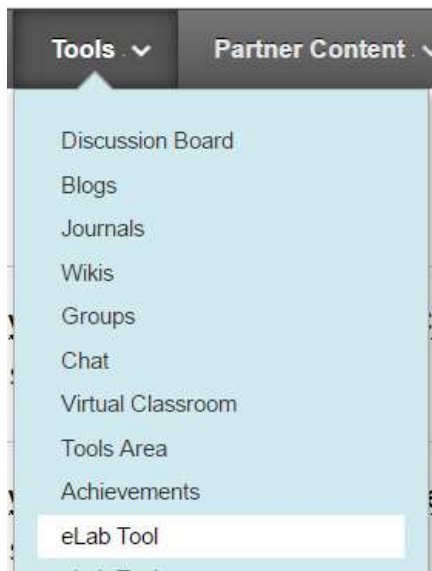 Tools Partner Content
Discussion Board
Blogs
Journals
Wikis
Groups
Chat
Virtual Classroom
Tools Area
Achievements
eLab Tool